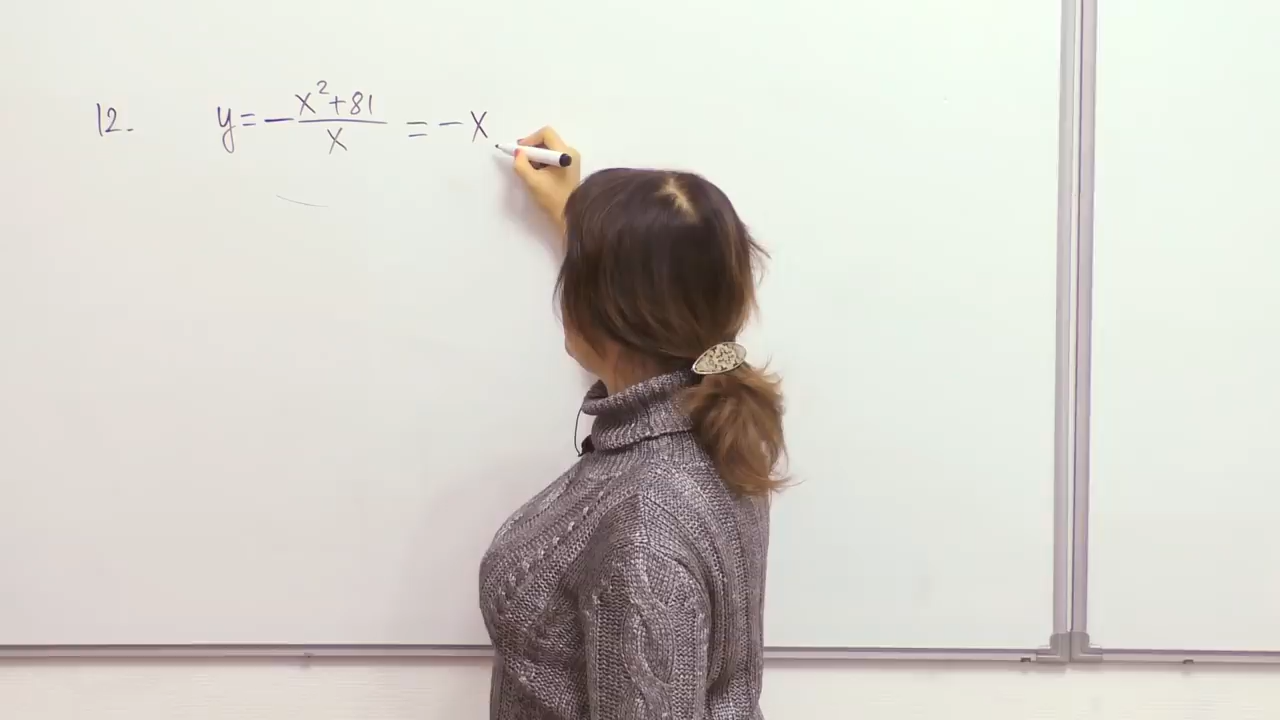 12. y = - x²+81/x = - x